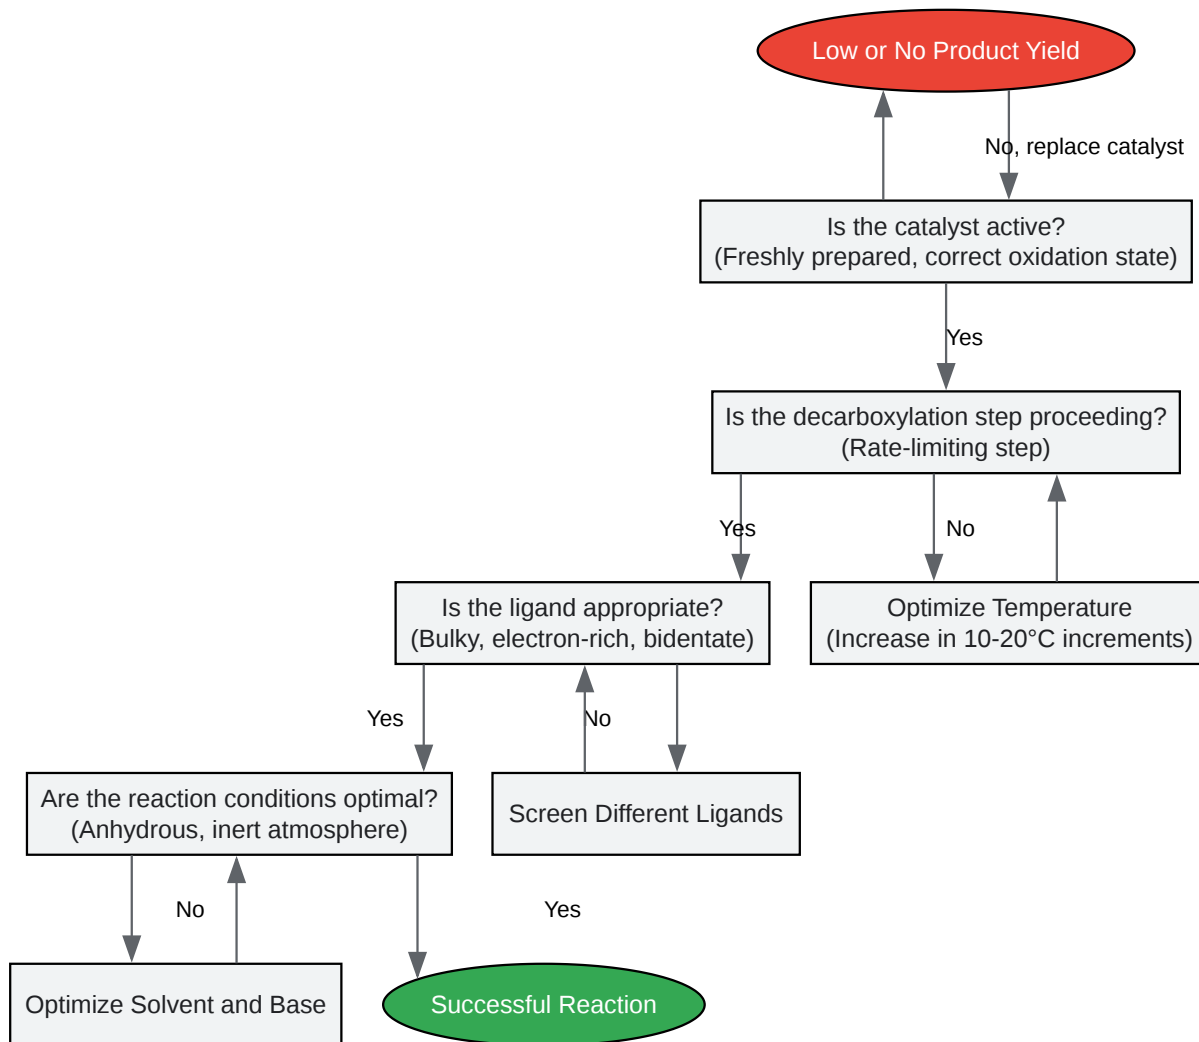 Low or No Product Yield
No, replace catalyst
Is the catalyst active?
(Freshly prepared, correct oxidation state)
Yes
Is the decarboxylation step proceeding?
(Rate-limiting step)
Yes
No
Is the ligand appropriate?
(Bulky, electron-rich, bidentate)
Optimize Temperature
(Increase in 10-20°C increments)
Yes
No
Are the reaction conditions optimal?
(Anhydrous, inert atmosphere)
Screen Different Ligands
No
Yes
Optimize Solvent and Base
Successful Reaction